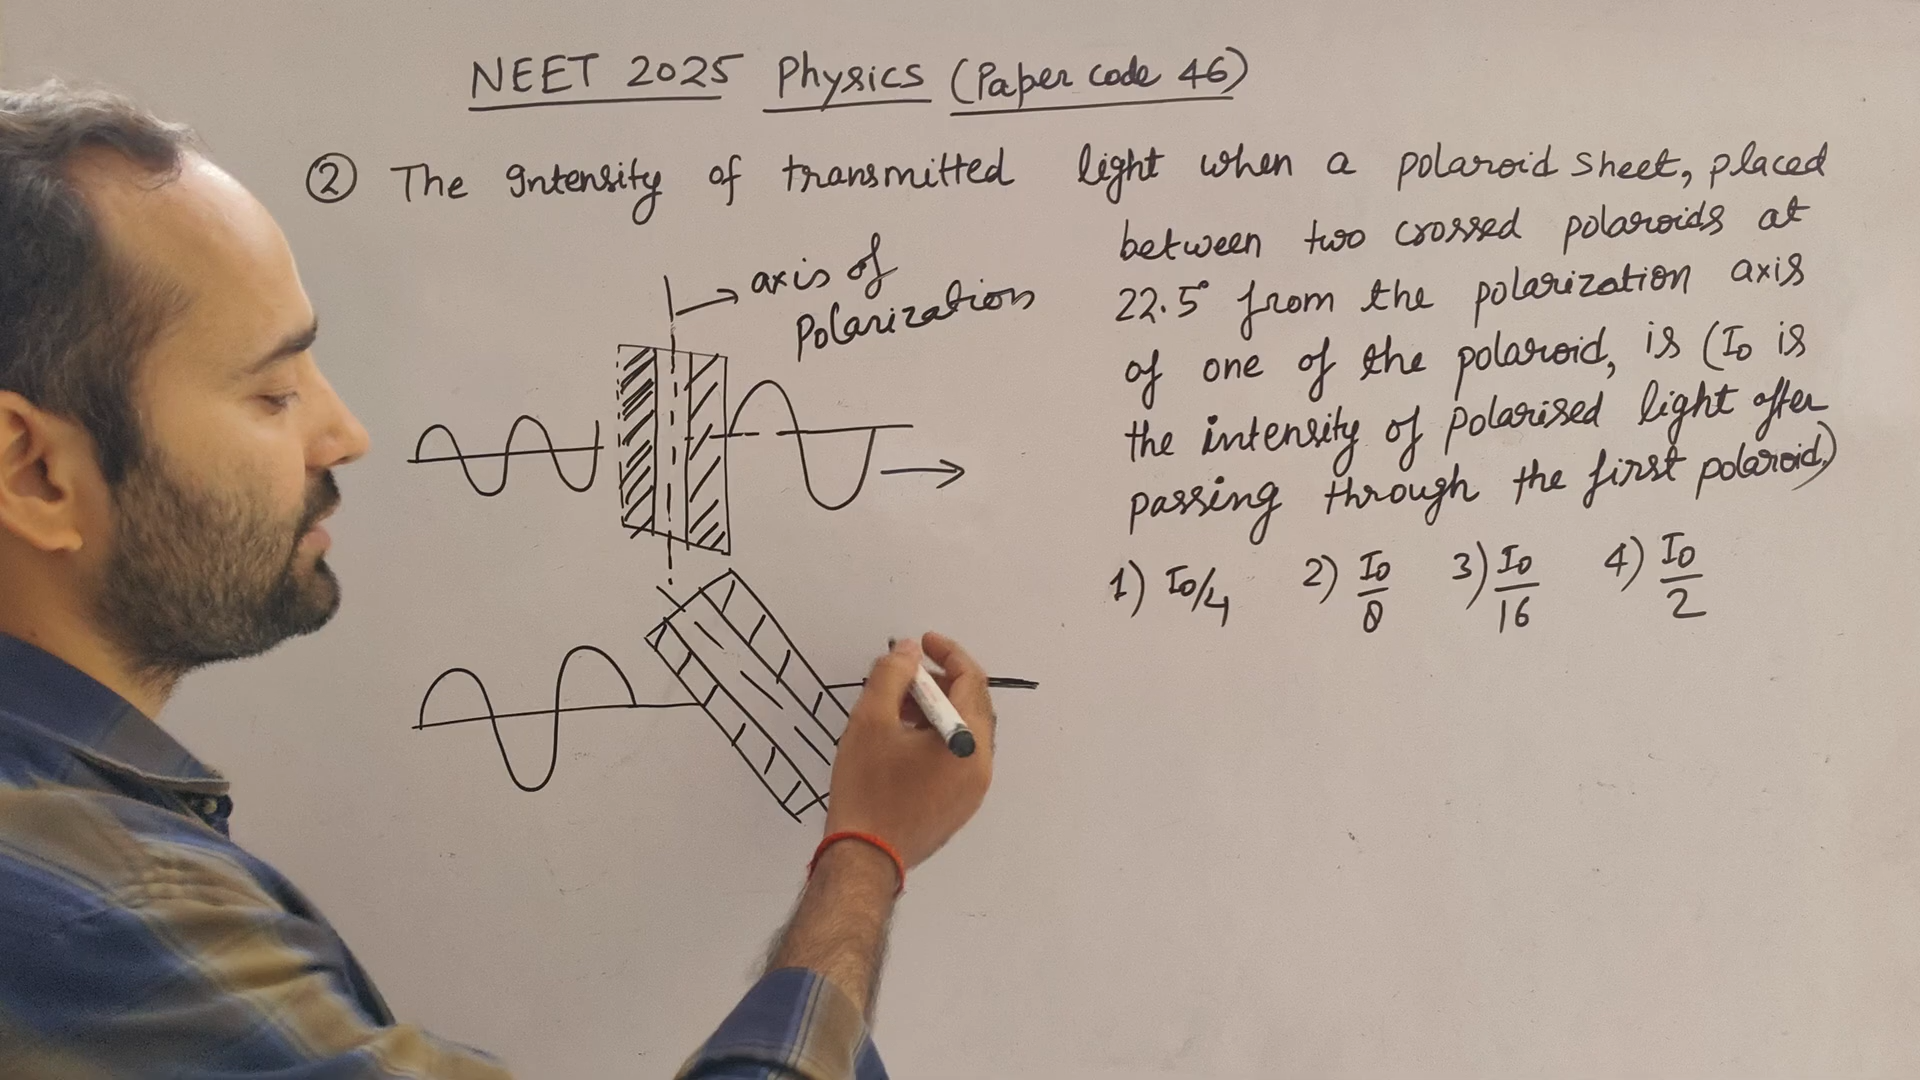 NEET 2025 Physics (Paper code 46)
② The Intensity of transmitted light when a polaroid sheet, placed
between two crossed polaroids at
22.5° from the polarization axis
of one of the polaroid, is (I0 is
the intensity of polarised light after
passing through the first polaroid)
1) I0/4 2) I0/8 3) I0/16 4) I0/2
axis of
Polarization